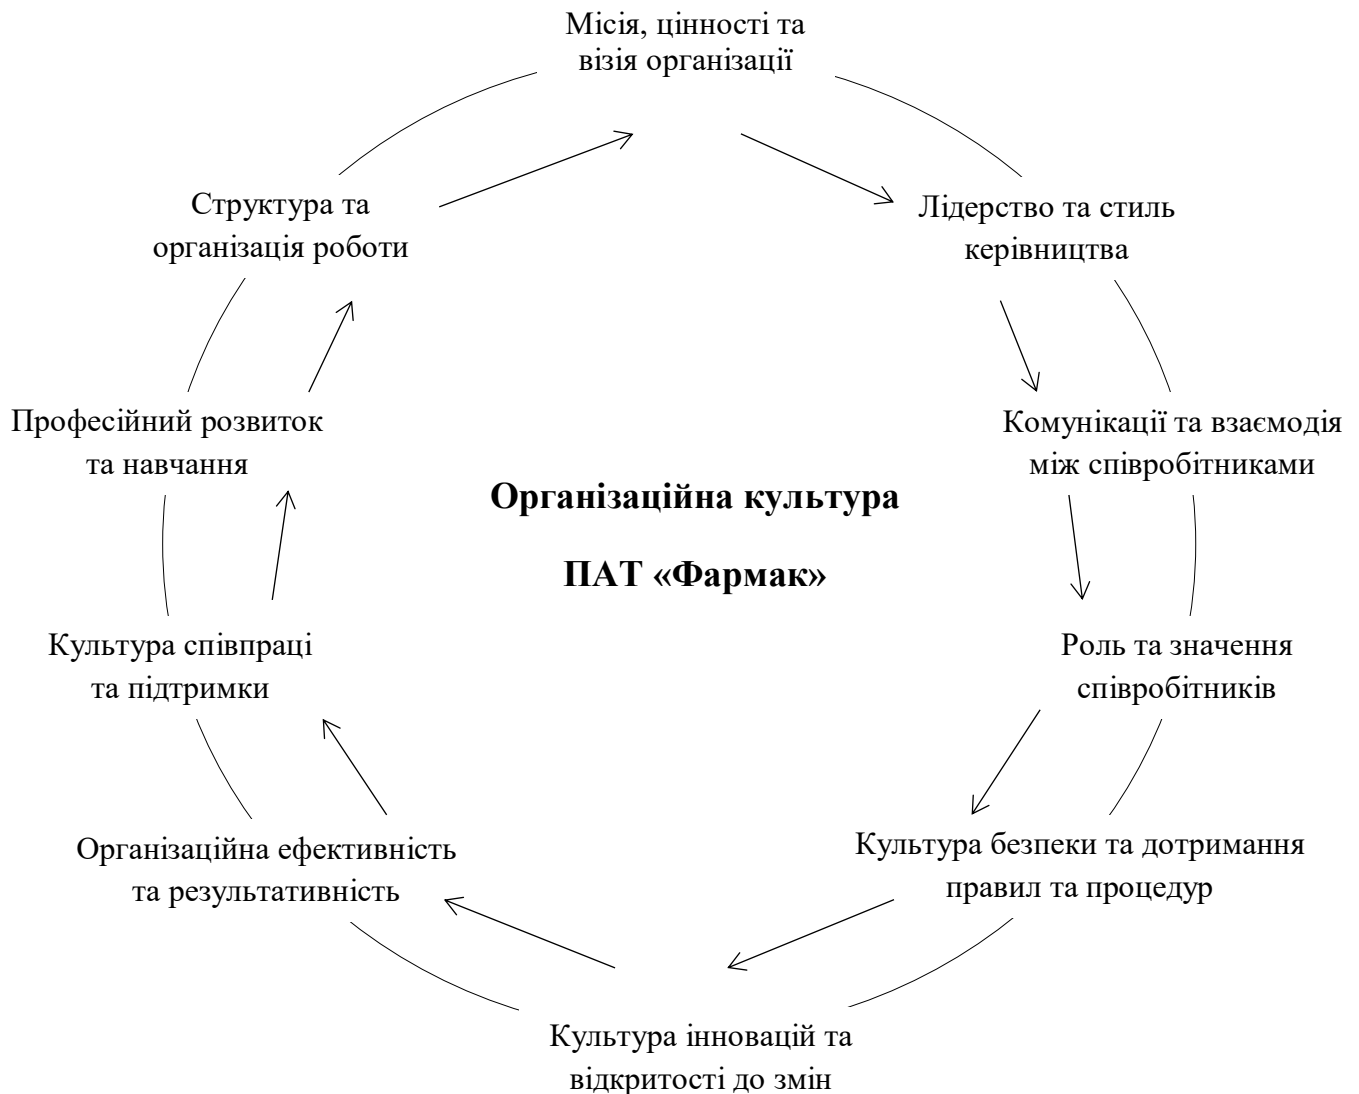 Місія, цінності та
візія організації
Лідерство та стиль
керівництва
Комунікації та взаємодія
між співробітниками
Роль та значення
співробітників
Культура безпеки та дотримання
правил та процедур
Культура інновацій та
відкритості до змін
Організаційна ефективність
та результативність
Культура співпраці
та підтримки
Професійний розвиток
та навчання
Структура та
організація роботи
Організаційна культура
ПАТ «Фармак»